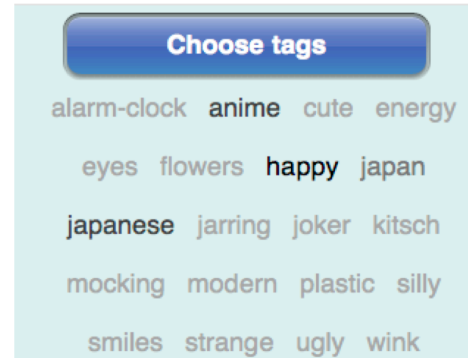 Choose tags
alarm-clock anime cute energy
eyes flowers happy japan
japanese jarring joker kitsch
mocking modern plastic silly
smiles strange ugly wink